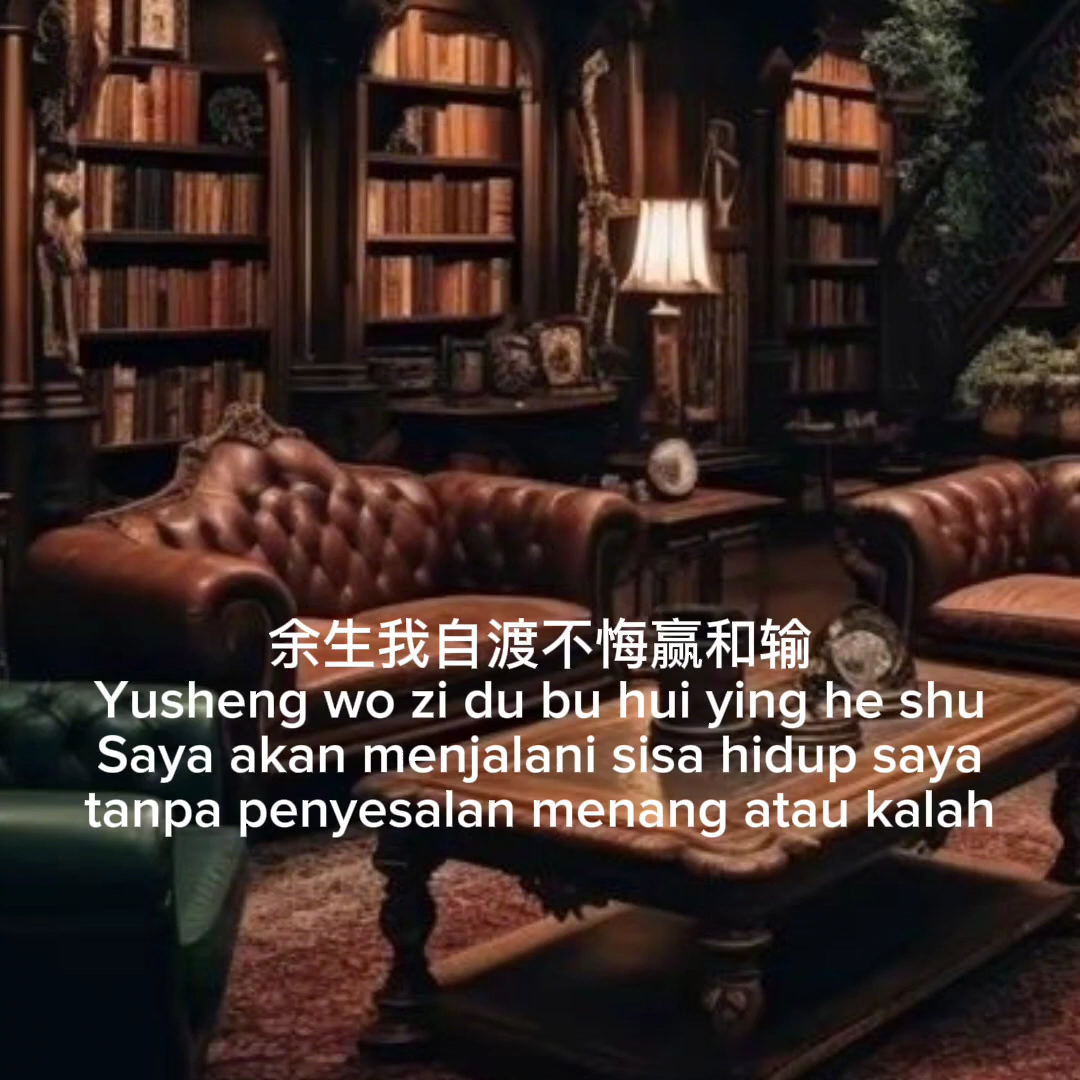 余生我自渡不悔赢和输
Yusheng wo zi du bu hui ying he shu
Saya akan menjalani sisa hidup saya
tanpa penyesalan menang atau kalah